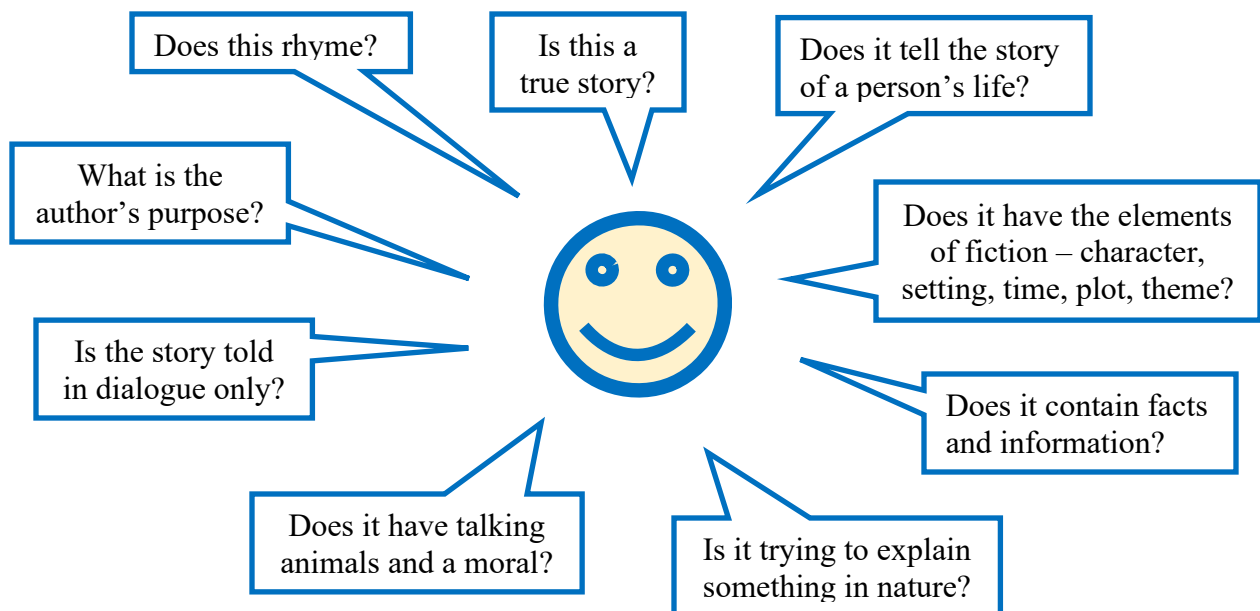 Does this rhyme?
Is this a
true story?
Does it tell the story
of a person’s life?
What is the
author’s purpose?
Does it have the elements
of fiction – character,
setting, time, plot, theme?
Is the story told
in dialogue only?
Does it contain facts
and information?
Does it have talking
animals and a moral?
Is it trying to explain
something in nature?